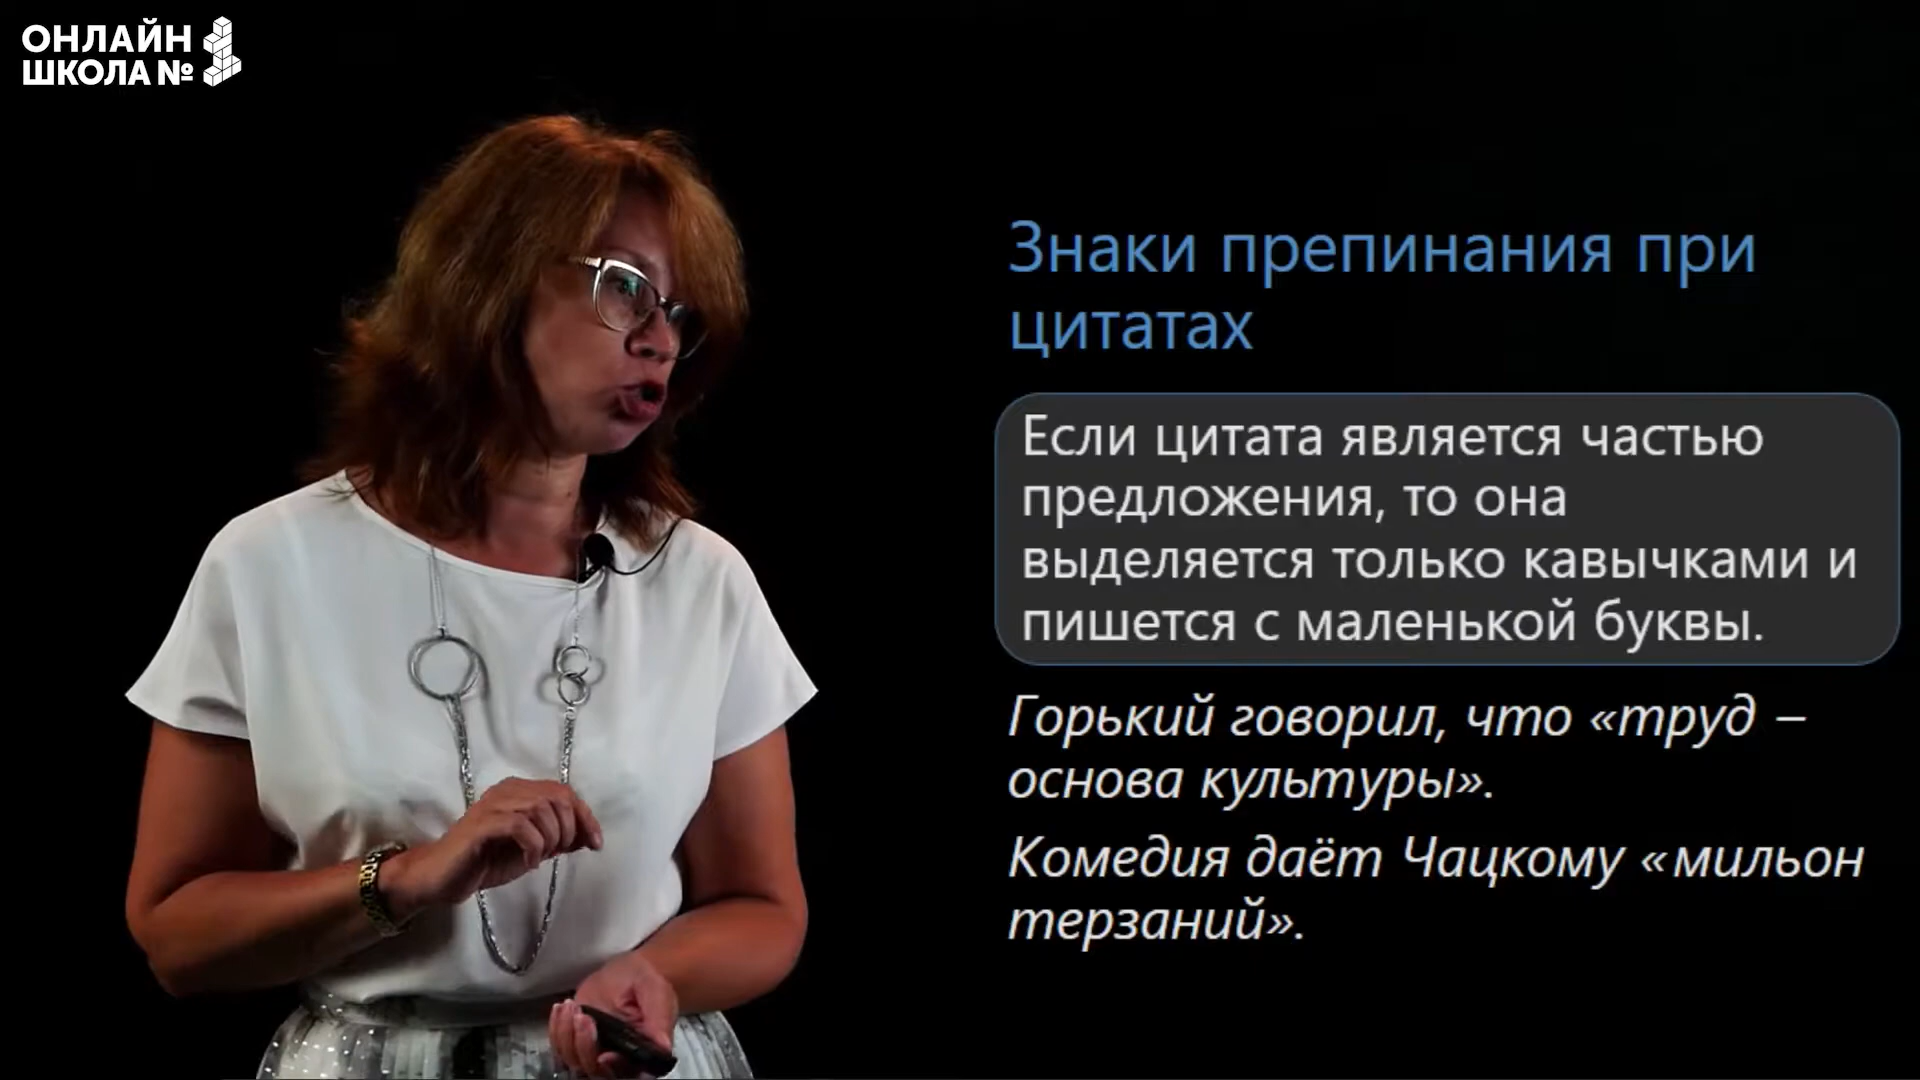 ОНЛАЙН
ШКОЛА №
Знаки препинания при
цитатах
Если цитата является частью
предложения, то она
выделяется только кавычками и
пишется с маленькой буквы.
Горький говорил, что «труд –
основа культуры».
Комедия даёт Чацкому «мильон
терзаний».